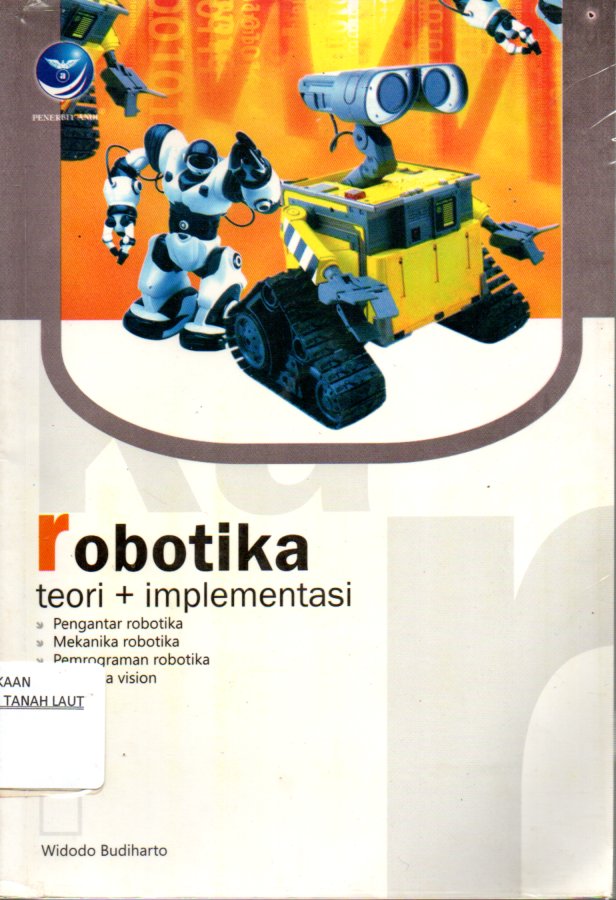 a
PENERBIT ANDI
robotika
teori + implementasi
Pengantar robotika
Mekanika robotika
Pemrograman robotika
vision
KAAN
TANAH LAUT
Widodo Budiharto